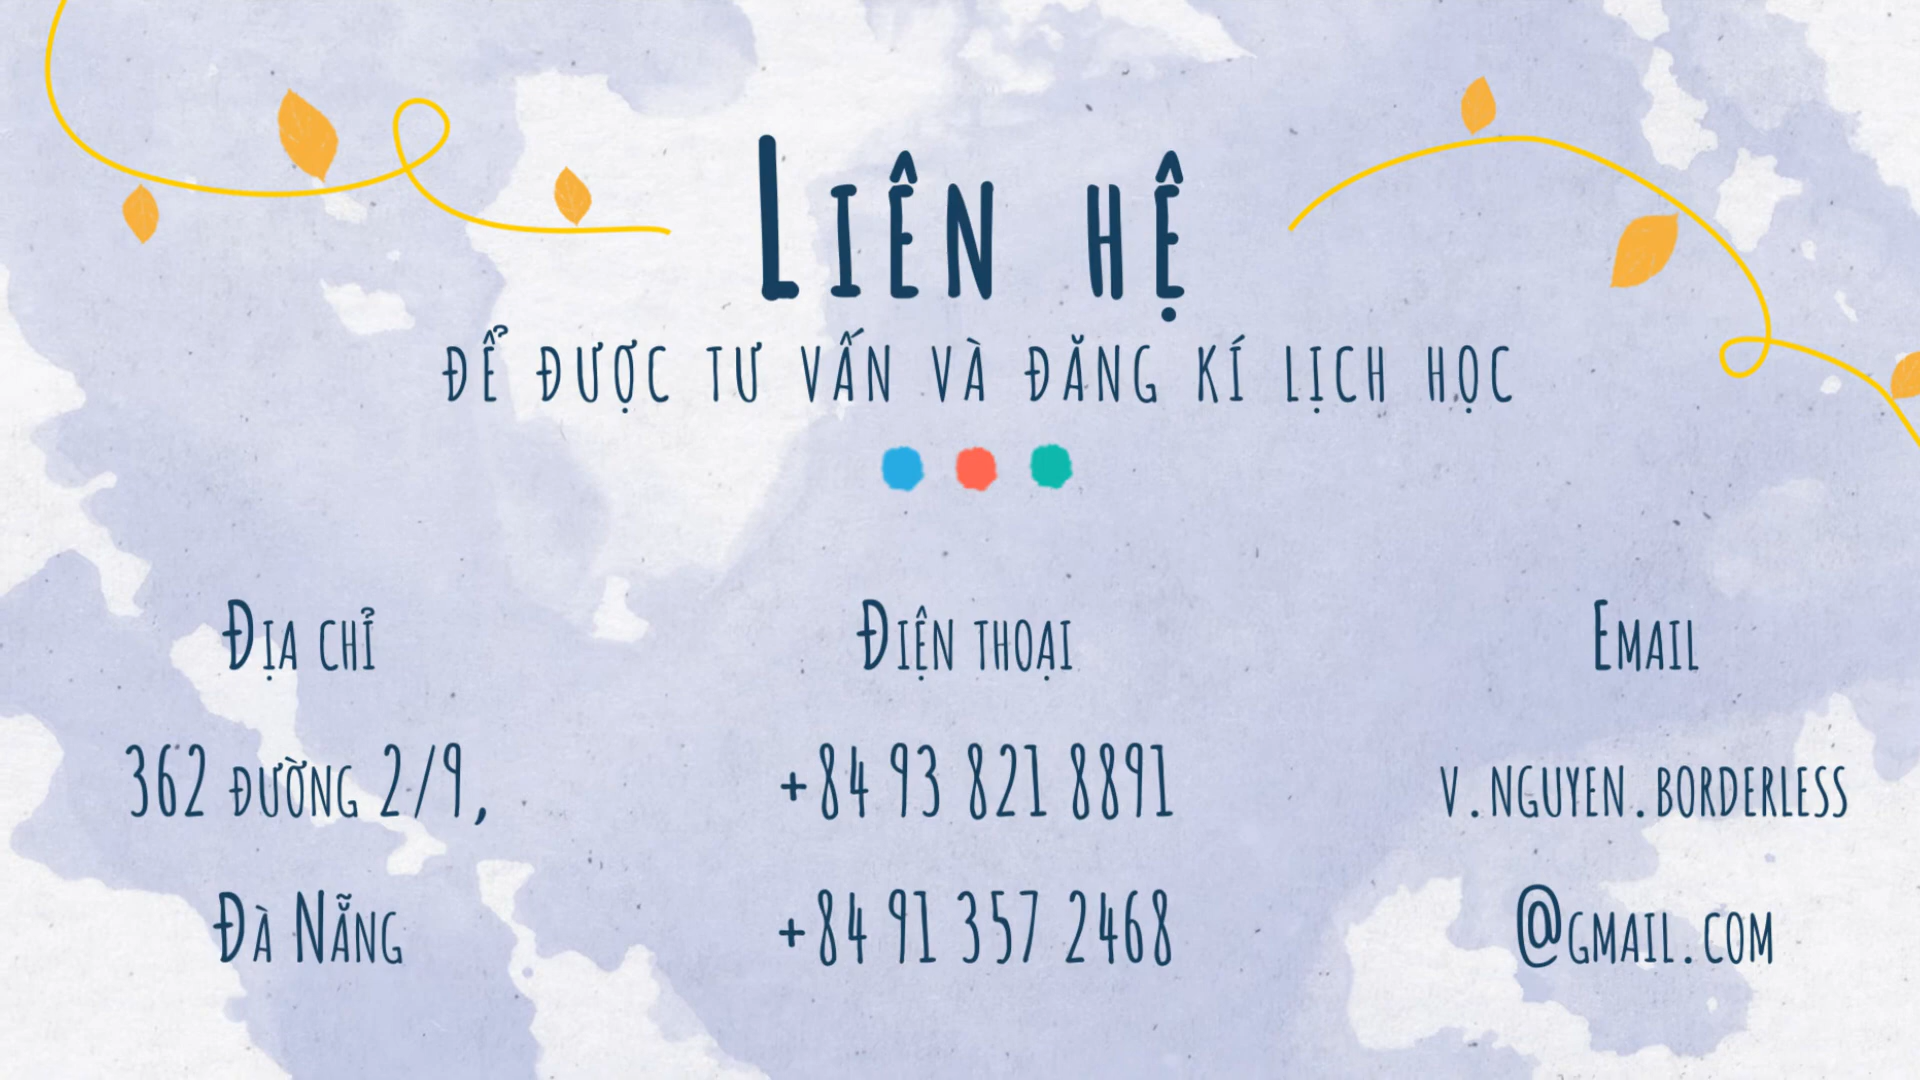 Liên hệ
để được tư vấn và đăng kí lịch học
Địa chỉ
362 đường 2/9,
Đà Nẵng
Điện thoại
+84 93 821 8891
+84 91 357 2468
Email
v.nguyen.borderless
@gmail.com